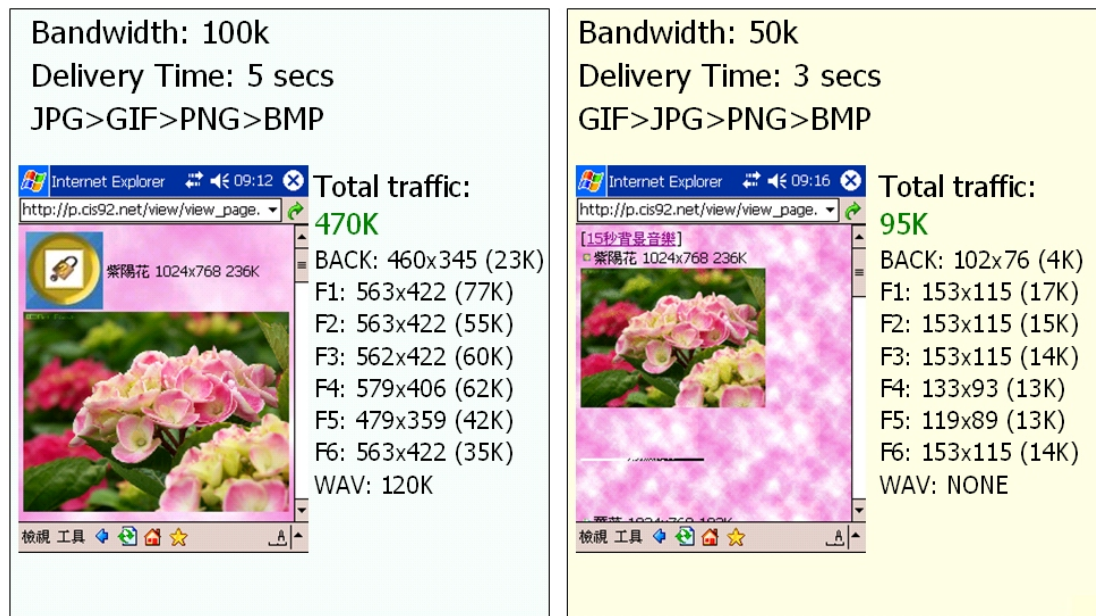 Bandwidth: 100k
Delivery Time: 5 secs
JPG>GIF>PNG>BMP
Internet Explorer 09:12
http://p.cis92.net/view/view_page.
紫陽花 1024x768 236K
檢視 工具
Total traffic:
470K
BACK: 460x345 (23K)
F1: 563x422 (77K)
F2: 563x422 (55K)
F3: 562x422 (60K)
F4: 579x406 (62K)
F5: 479x359 (42K)
F6: 563x422 (35K)
WAV: 120K
Bandwidth: 50k
Delivery Time: 3 secs
GIF>JPG>PNG>BMP
Internet Explorer 09:16
http://p.cis92.net/view/view_page.
[15秒背景音樂]
紫陽花 1024x768 236K
檢視 工具
Total traffic:
95K
BACK: 102x76 (4K)
F1: 153x115 (17K)
F2: 153x115 (15K)
F3: 153x115 (14K)
F4: 133x93 (13K)
F5: 119x89 (13K)
F6: 153x115 (14K)
WAV: NONE